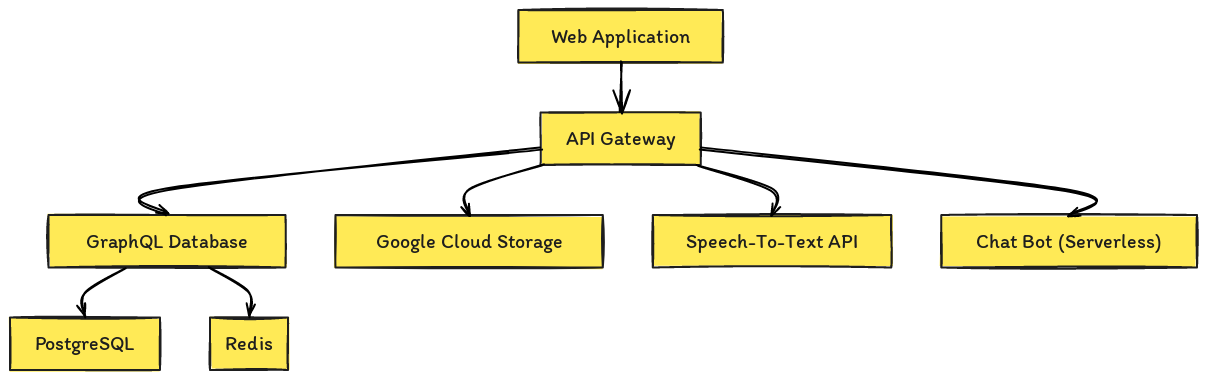 Web Application
API Gateway
GraphQL Database
Google Cloud Storage
Speech-To-Text API
Chat Bot (Serverless)
PostgreSQL
Redis